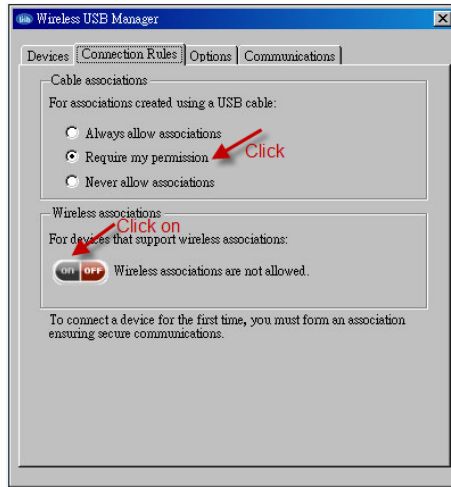 Wireless USB Manager
Devices Connection Rules Options Communications
Cable associations
For associations created using a USB cable:
Always allow associations
Require my permission
Click
Never allow associations
Wireless associations
Click on
For devices that support wireless associations:
on OFF Wireless associations are not allowed.
To connect a device for the first time, you must form an association
ensuring secure communications.